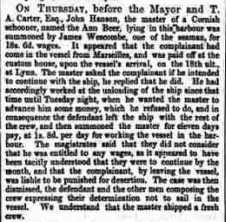 ON THURSDAY, before the Mayor and T.
A. Carter, Esq., John Hansen, the master of a Cornish
schooner, named the Ann Beer, lying in this harbour was
summoned by James Wencombe, one of the seamen, for
18s. 6d. wages. It appeared that the complainant had
come in the vessel from Marseilles, and was paid off at the
custom house, upon the vessel's arrival, on the 18th ult.,
at Lynn. The master asked the complainant if he intended
to continue with the ship, he replied that he did. He had
accordingly worked at the unloading of the ship since that
time until Tuesday night, when he wanted the master to
advance him some money, which he refused to do, and in
consequence the defendant left the ship with the rest of
the crew, and then summoned the master for eleven days
pay, at 1s. 8d. per day for working the vessel in the har-
bour. The magistrates said that they did not consider
that he was entitled to any wages, as it appeared to have
been tacitly understood that they were to continue by the
month, and that the complainant, by leaving the vessel,
was liable to be punished for desertion. The case was then
dismissed, the defendant and the other men composing the
crew expressing their determination not to sail in the
vessel. We understand that the master shipped a fresh
crew.